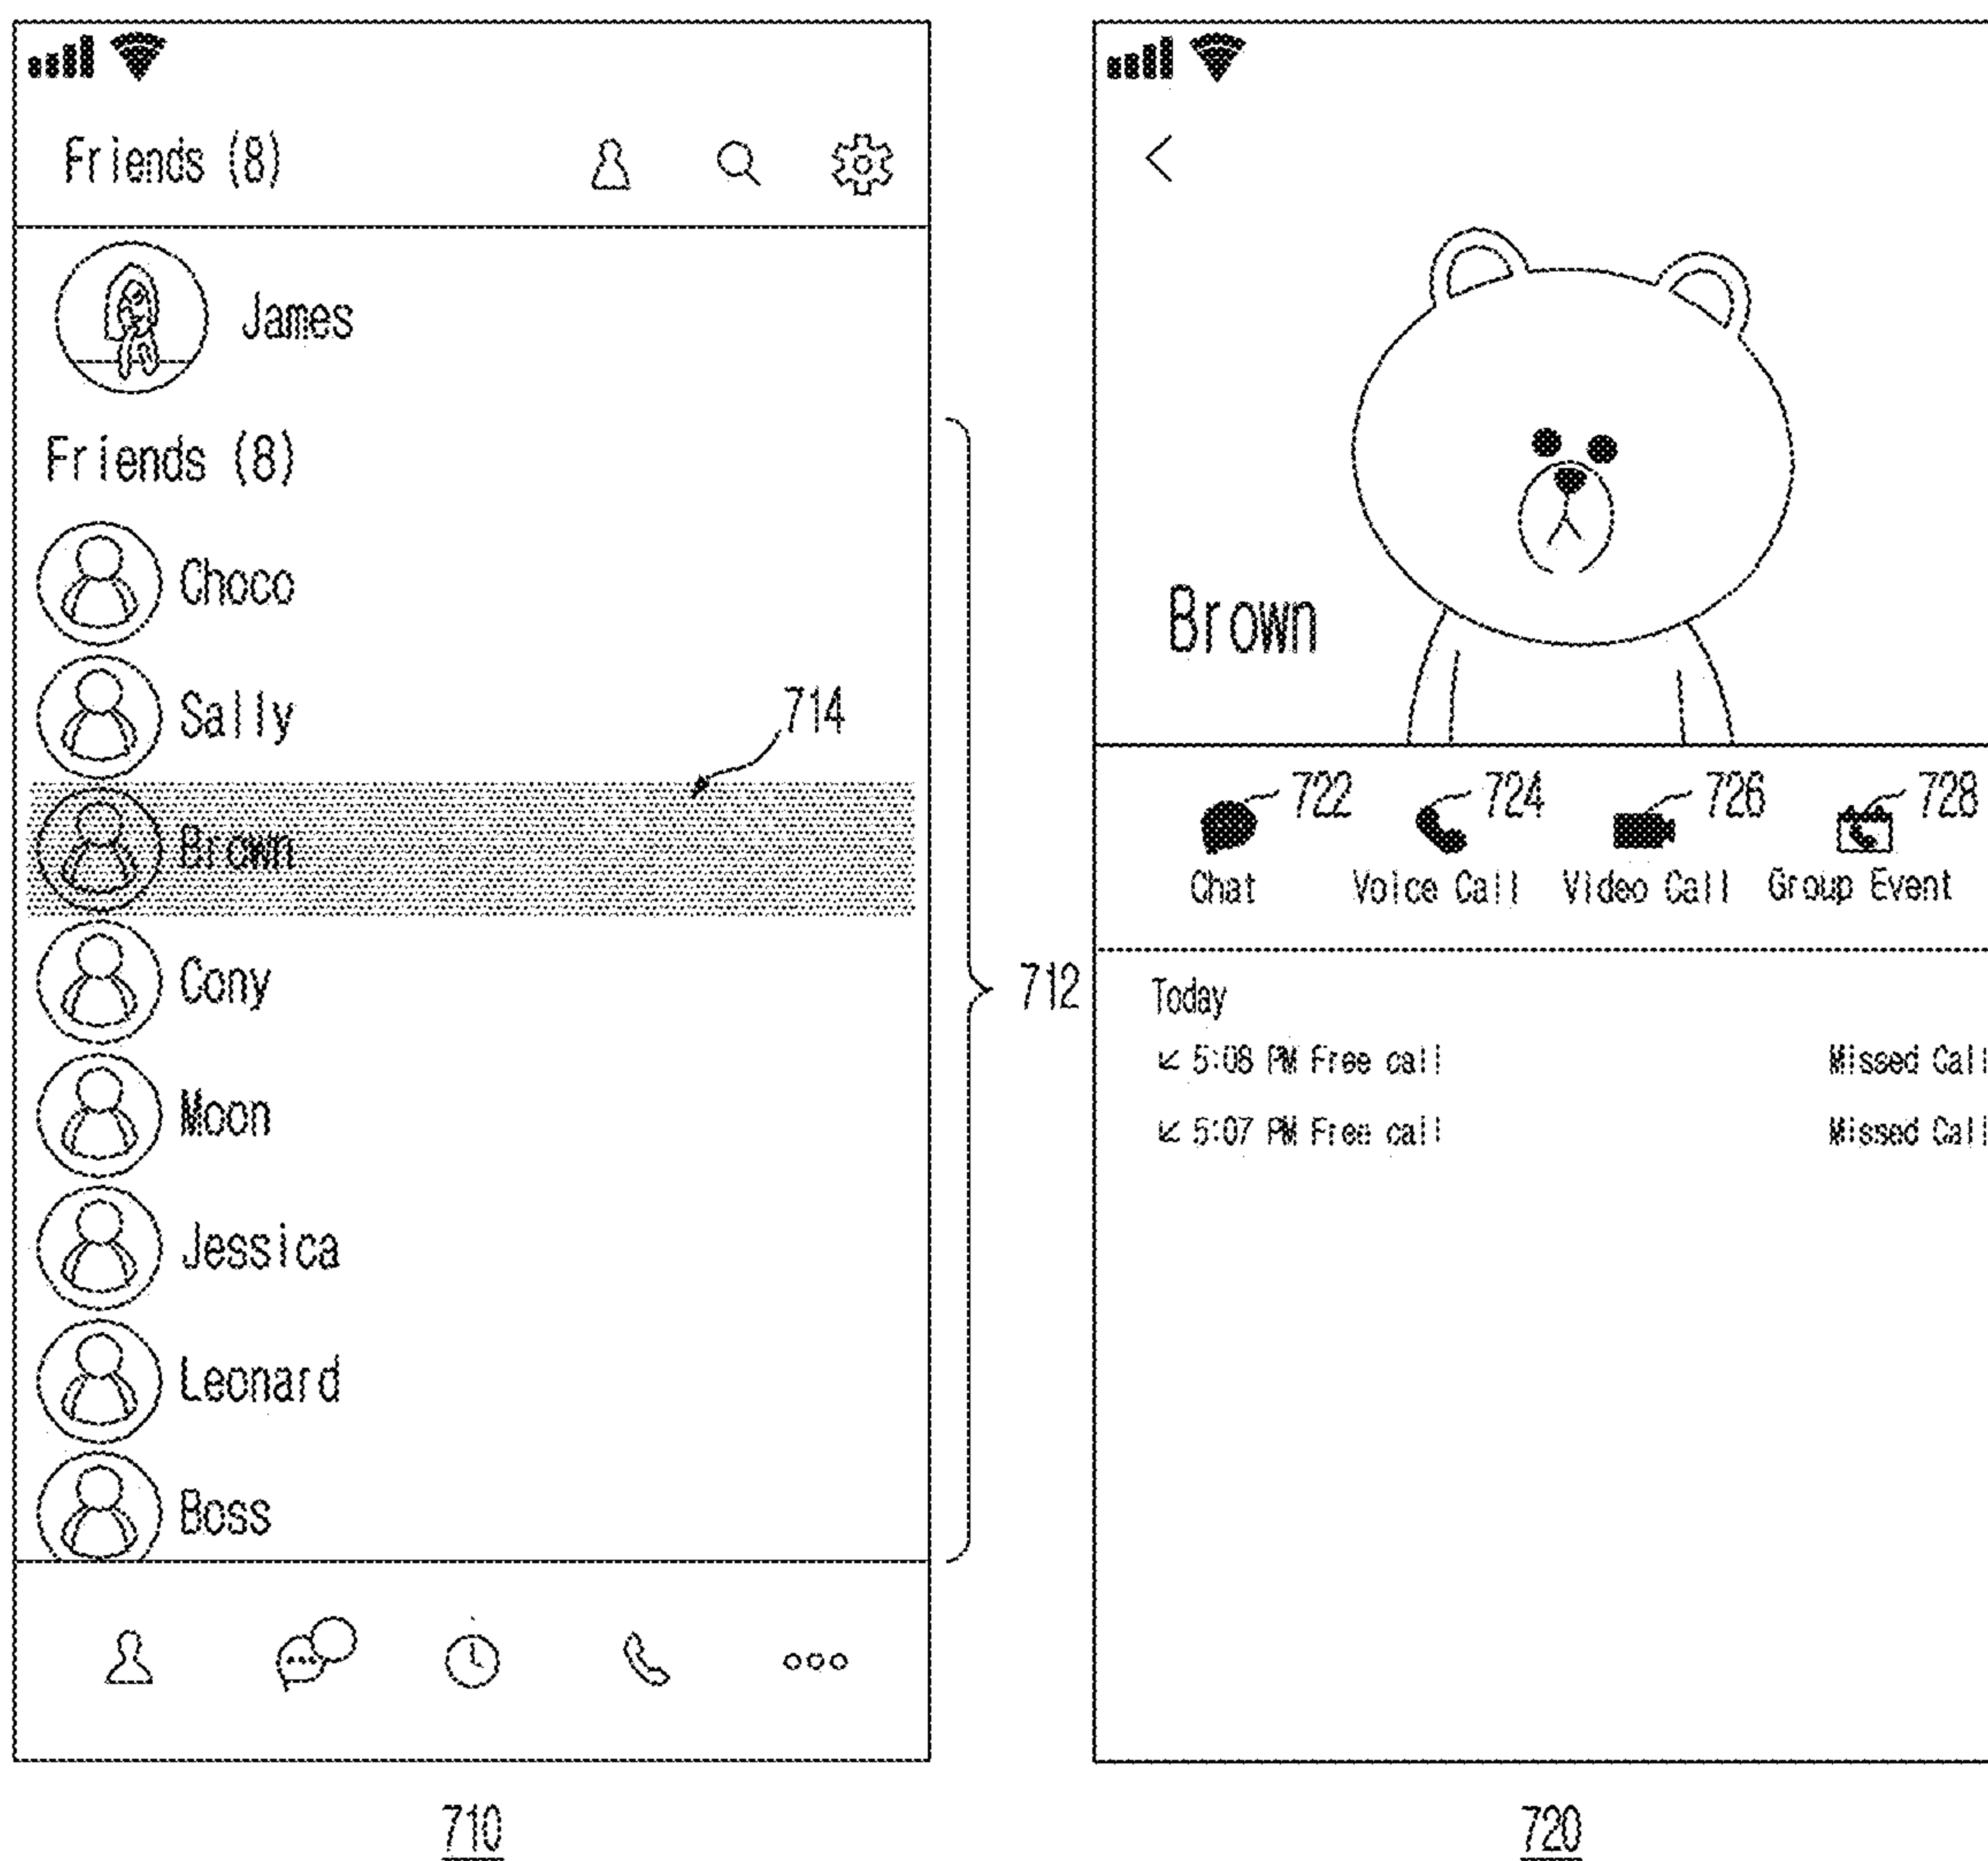 Friends (8)
James
Friends (8)
Choco
Sally
714
Brown
Cony
Moon
Jessica
Leonard
Boss
712
710
Brown
722 724 726 728
Chat Voice Call Video Call Group Event
Today
5:08 PM Free call Missed Call
5:07 PM Free call Missed Call
720